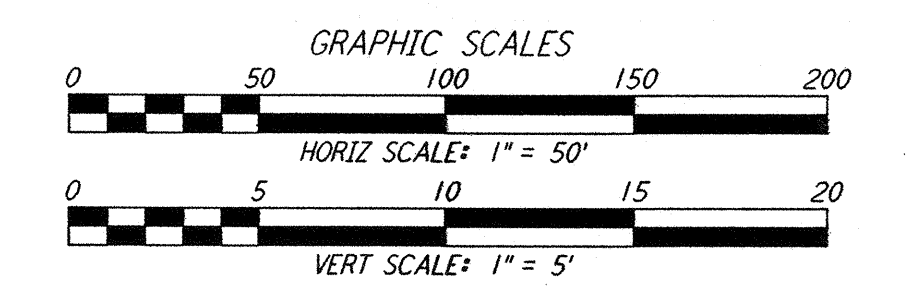 GRAPHIC SCALES
0 50 100 150 200
HORIZ SCALE: 1" = 50'
0 5 10 15 20
VERT SCALE: 1" = 5'